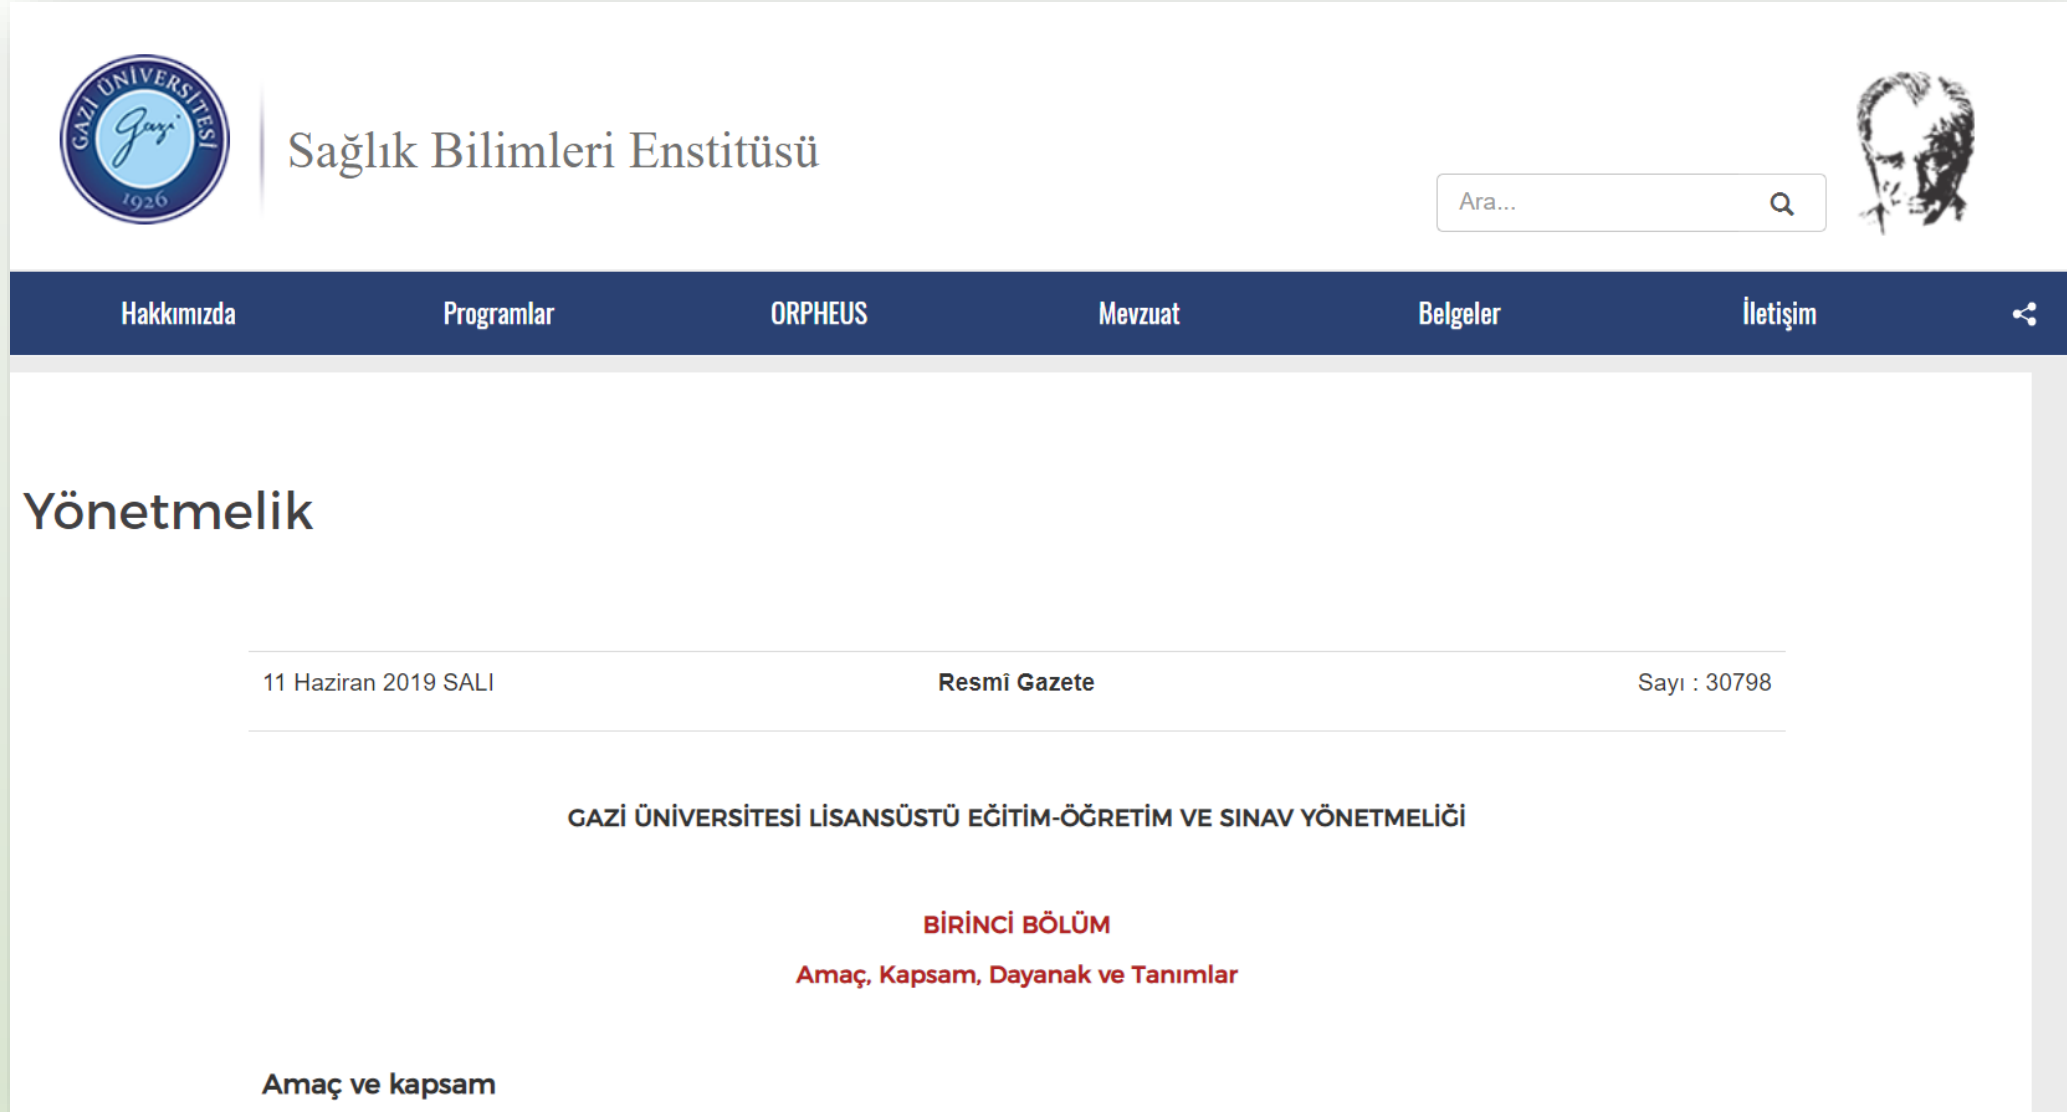 GAZİ ÜNİVERSİTESİ
Gazi
1926
Sağlık Bilimleri Enstitüsü
Ara...
Hakkımızda Programlar ORPHEUS Mevzuat Belgeler İletişim
Yönetmelik
11 Haziran 2019 SALI Resmî Gazete Sayı : 30798
GAZİ ÜNİVERSİTESİ LİSANSÜSTÜ EĞİTİM-ÖĞRETİM VE SINAV YÖNETMELİĞİ
BİRİNCİ BÖLÜM
Amaç, Kapsam, Dayanak ve Tanımlar
Amaç ve kapsam